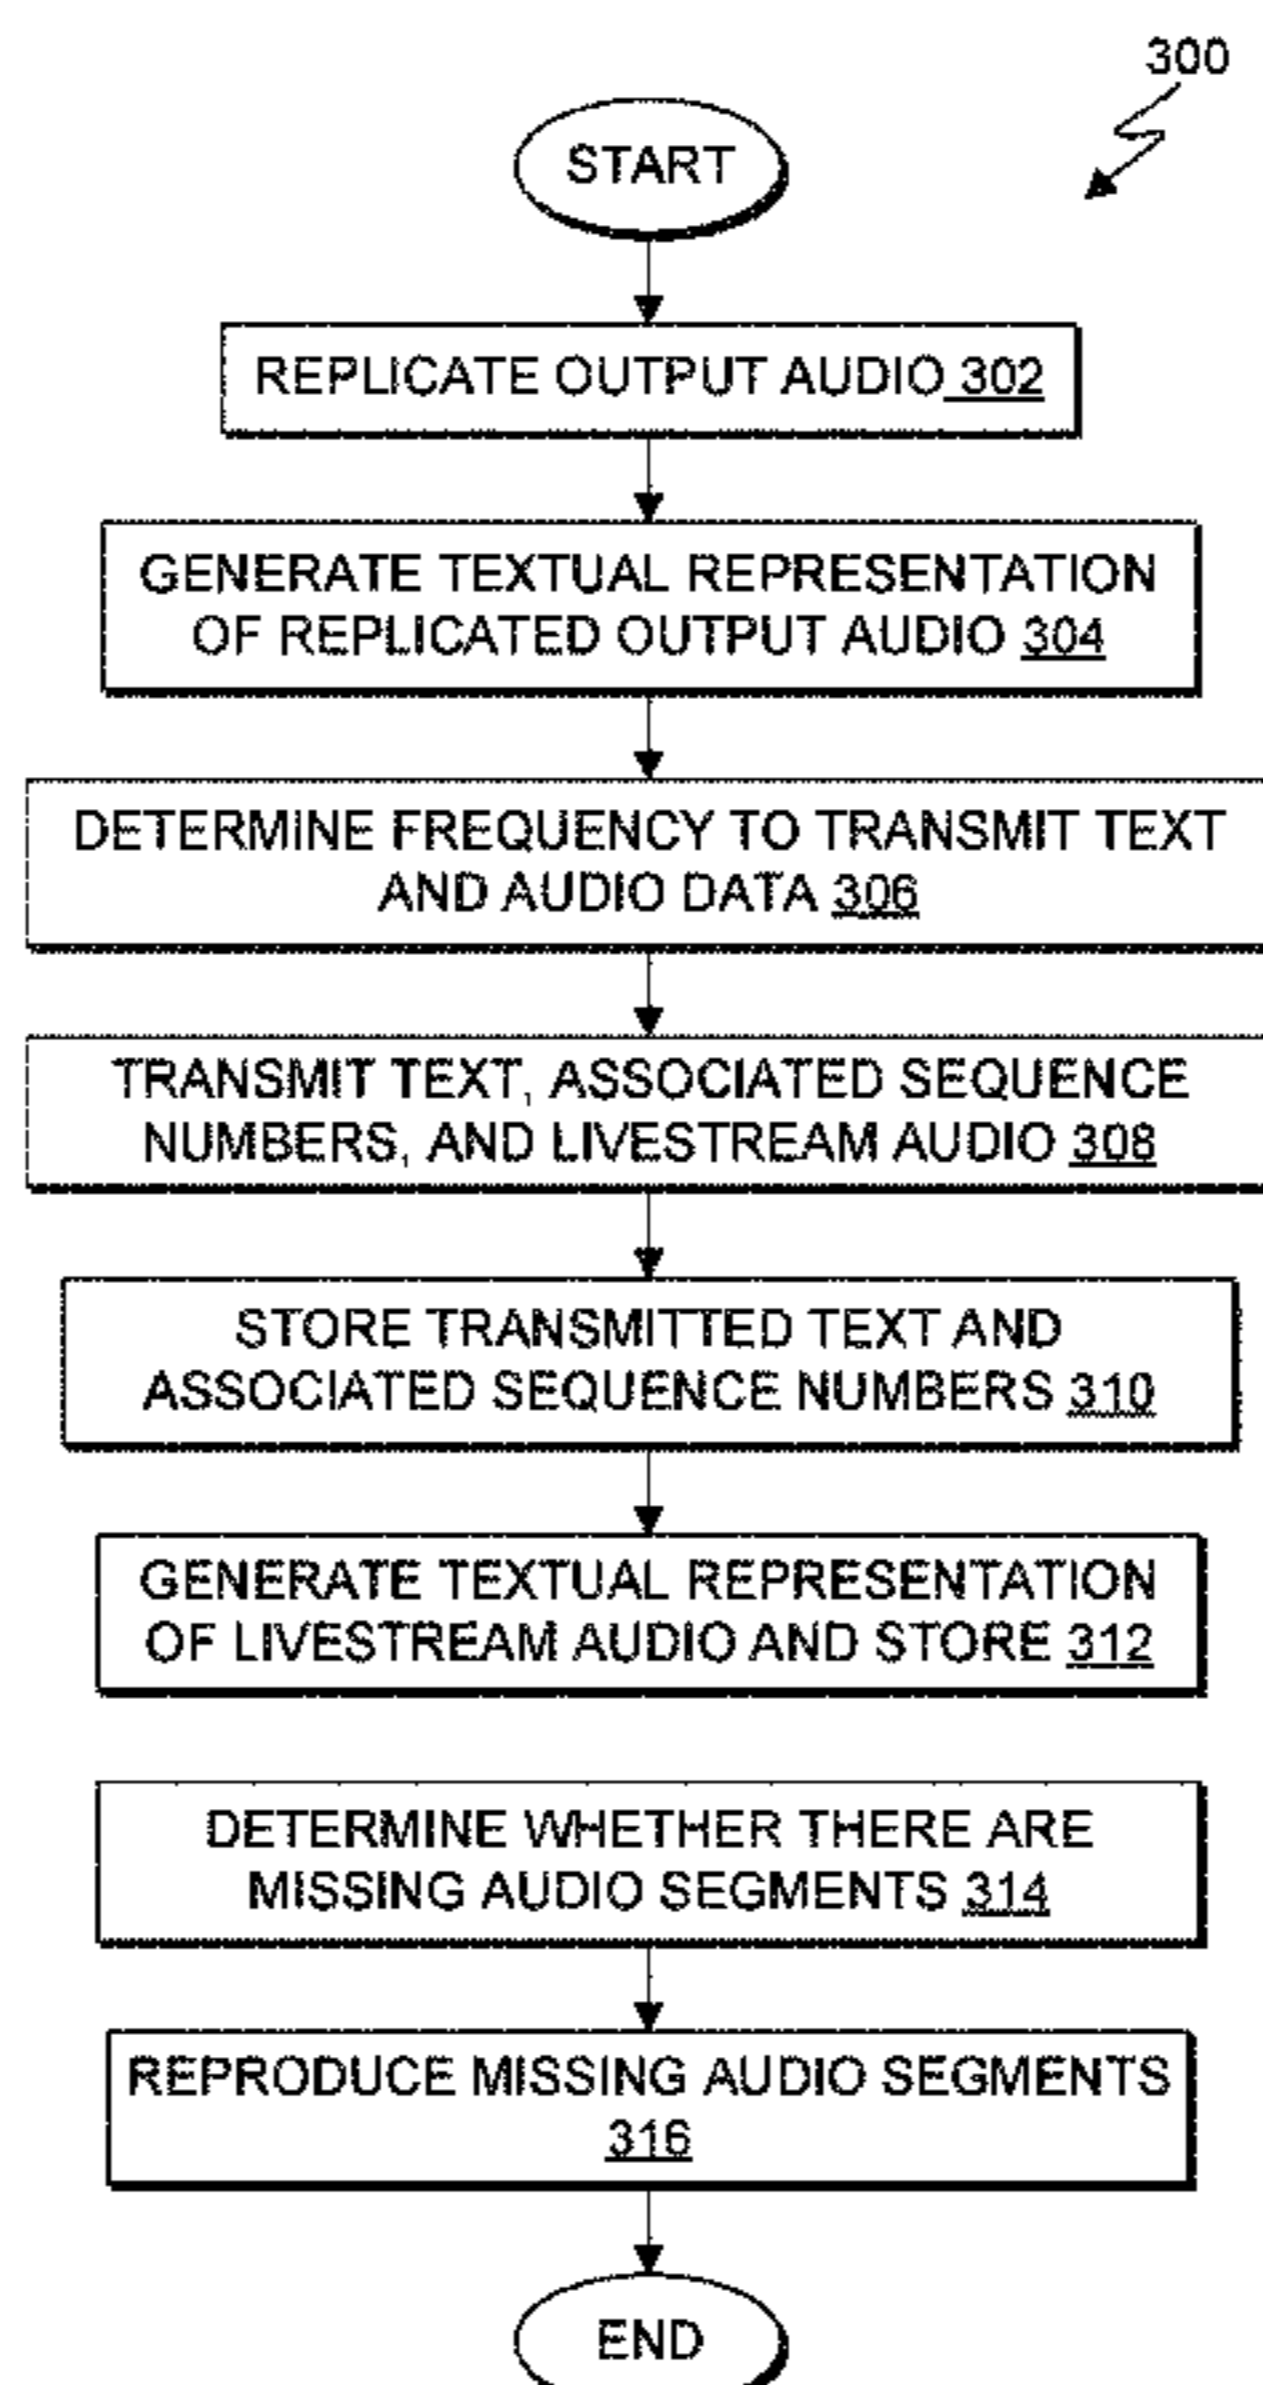 300
START
REPLICATE OUTPUT AUDIO 302
GENERATE TEXTUAL REPRESENTATION
OF REPLICATED OUTPUT AUDIO 304
DETERMINE FREQUENCY TO TRANSMIT TEXT
AND AUDIO DATA 306
TRANSMIT TEXT, ASSOCIATED SEQUENCE
NUMBERS, AND LIVESTREAM AUDIO 308
STORE TRANSMITTED TEXT AND
ASSOCIATED SEQUENCE NUMBERS 310
GENERATE TEXTUAL REPRESENTATION
OF LIVESTREAM AUDIO AND STORE 312
DETERMINE WHETHER THERE ARE
MISSING AUDIO SEGMENTS 314
REPRODUCE MISSING AUDIO SEGMENTS
316
END